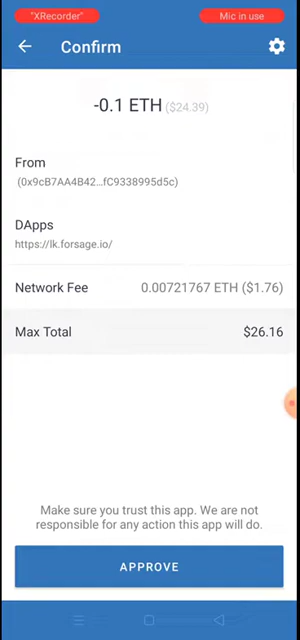 "XRecorder"
Mic in use
Confirm
-0.1 ETH ($24.39)
From
(0x9cB7AA4B42...fC9338995d5c)
DApps
https://lk.forsage.io/
Network Fee 0.00721767 ETH ($1.76)
Max Total $26.16
Make sure you trust this app. We are not
responsible for any action this app will do.
APPROVE